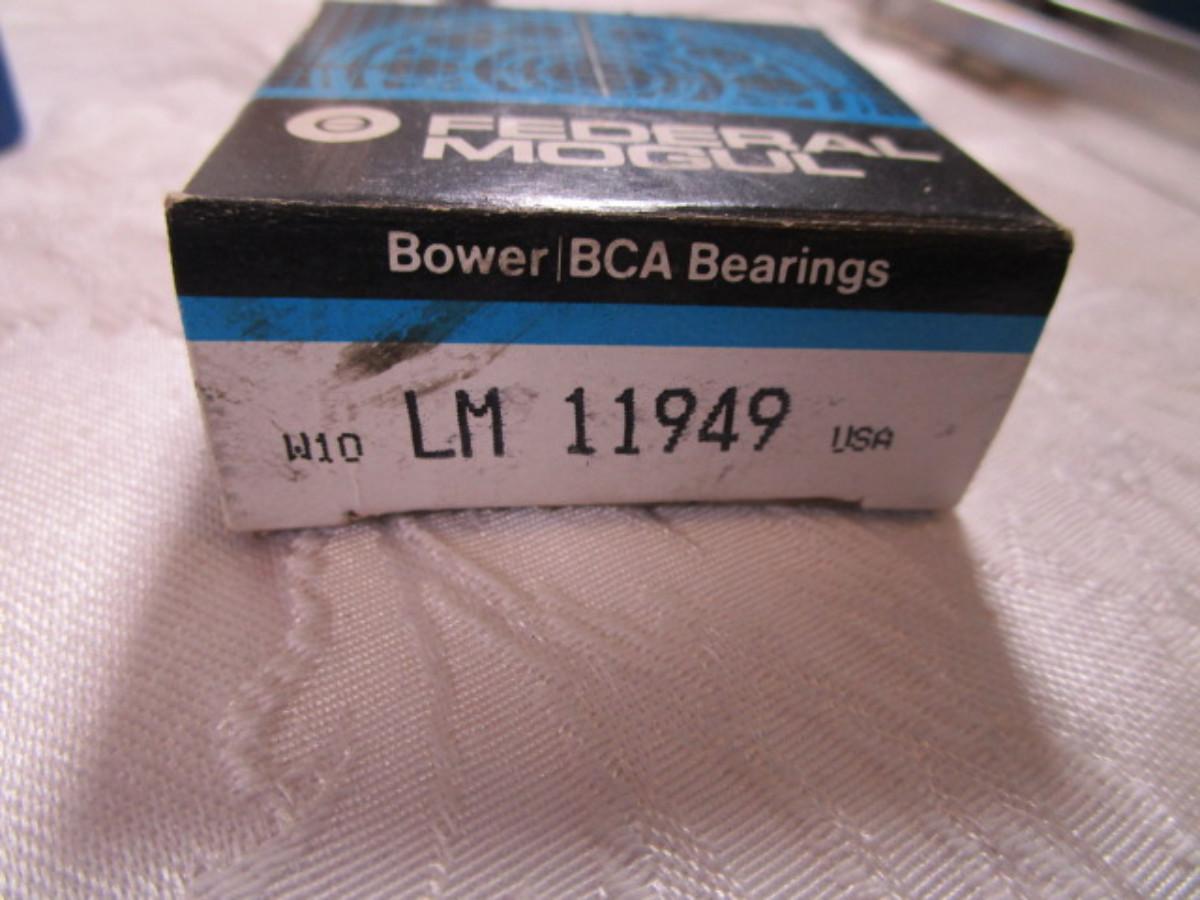 FEDERAL
MOGUL
Bower|BCA Bearings
W10 LM 11949 USA